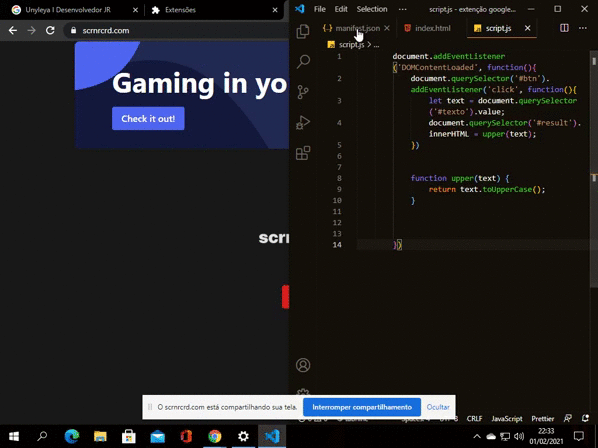 Unyleya I Desenvolvedor JR
Extensões
scrnrcrd.com
Gaming in yo
Check it out!
scrn
File Edit Selection ...
script.js - extenção google...
manifest.json
index.html
script.js
script.js > ...
1 document.addEventListener
('DOMContentLoaded', function(){
2 document.querySelector('#btn').
addEventListener('click', function(){
3 let text = document.querySelector
('#texto').value;
4 document.querySelector('#result').
innerHTML = upper(text);
5 })
6
7
8 function upper(text) {
9 return text.toUpperCase();
10 }
11
12
13
14 })
O scrnrcrd.com está compartilhando sua tela.
Interromper compartilhamento
Ocultar
CRLF
JavaScript
Prettier
22:33
01/02/2021